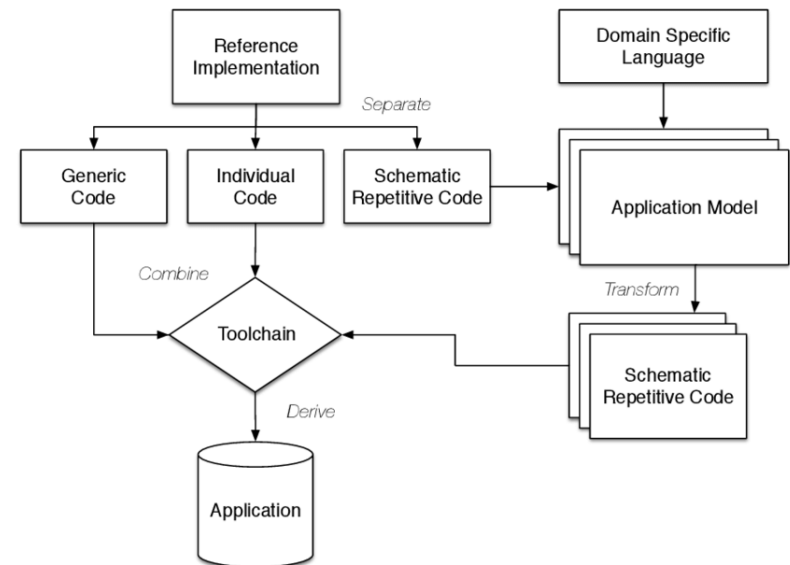 Reference
Implementation
Domain Specific
Language
Separate
Generic
Code
Individual
Code
Schematic
Repetitive Code
Application Model
Combine
Transform
Toolchain
Schematic
Repetitive Code
Derive
Application